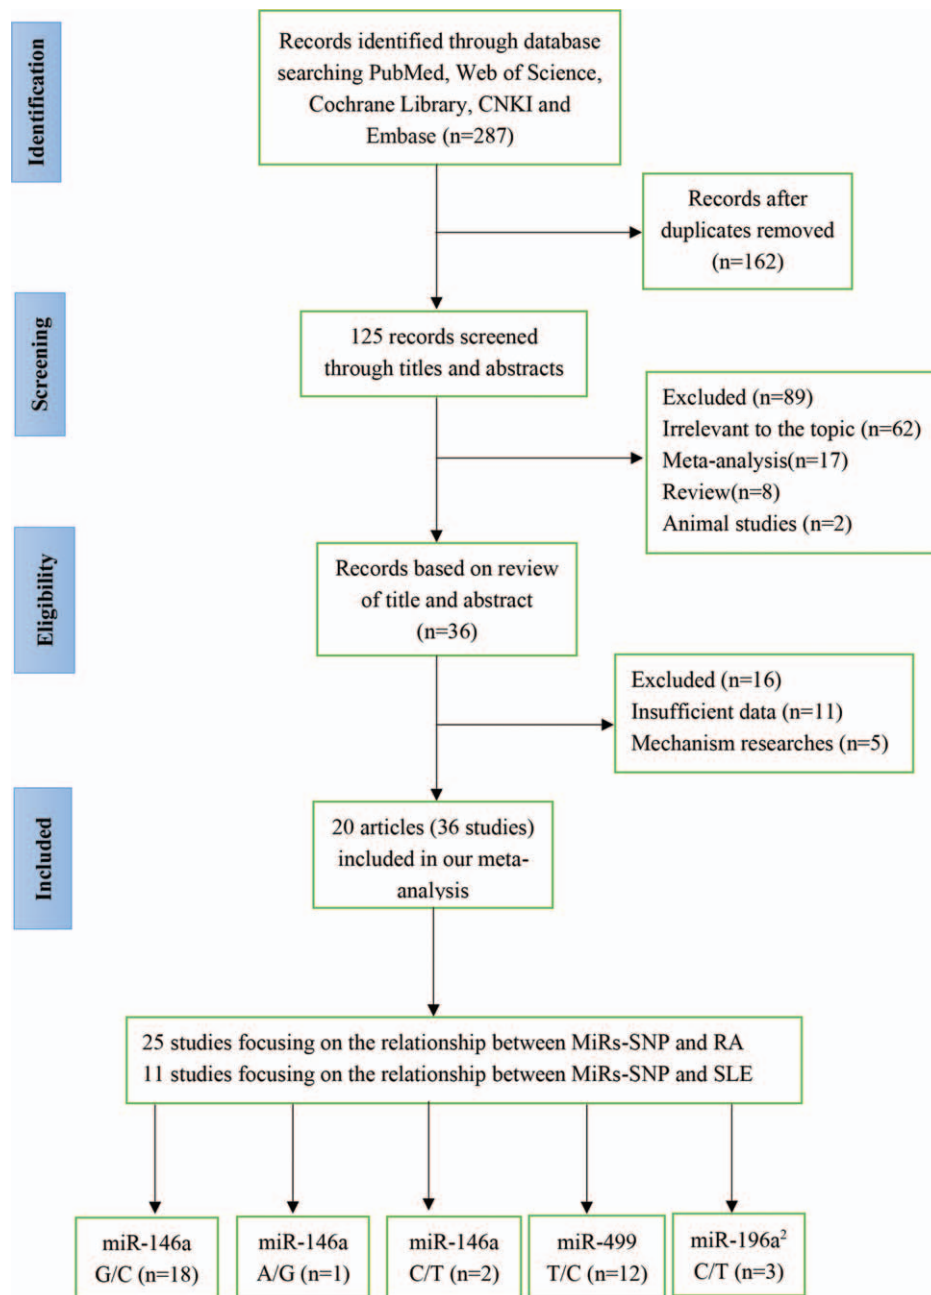 Identification
Records identified through database
searching PubMed, Web of Science,
Cochrane Library, CNKI and
Embase (n=287)
Records after
duplicates removed
(n=162)
Screening
125 records screened
through titles and abstracts
Excluded (n=89)
Irrelevant to the topic (n=62)
Meta-analysis(n=17)
Review(n=8)
Animal studies (n=2)
Eligibility
Records based on review
of title and abstract
(n=36)
Excluded (n=16)
Insufficient data (n=11)
Mechanism researches (n=5)
Included
20 articles (36 studies)
included in our meta-
analysis
25 studies focusing on the relationship between MiRs-SNP and RA
11 studies focusing on the relationship between MiRs-SNP and SLE
miR-146a
G/C (n=18)
miR-146a
A/G (n=1)
miR-146a
C/T (n=2)
miR-499
T/C (n=12)
miR-196a²
C/T (n=3)